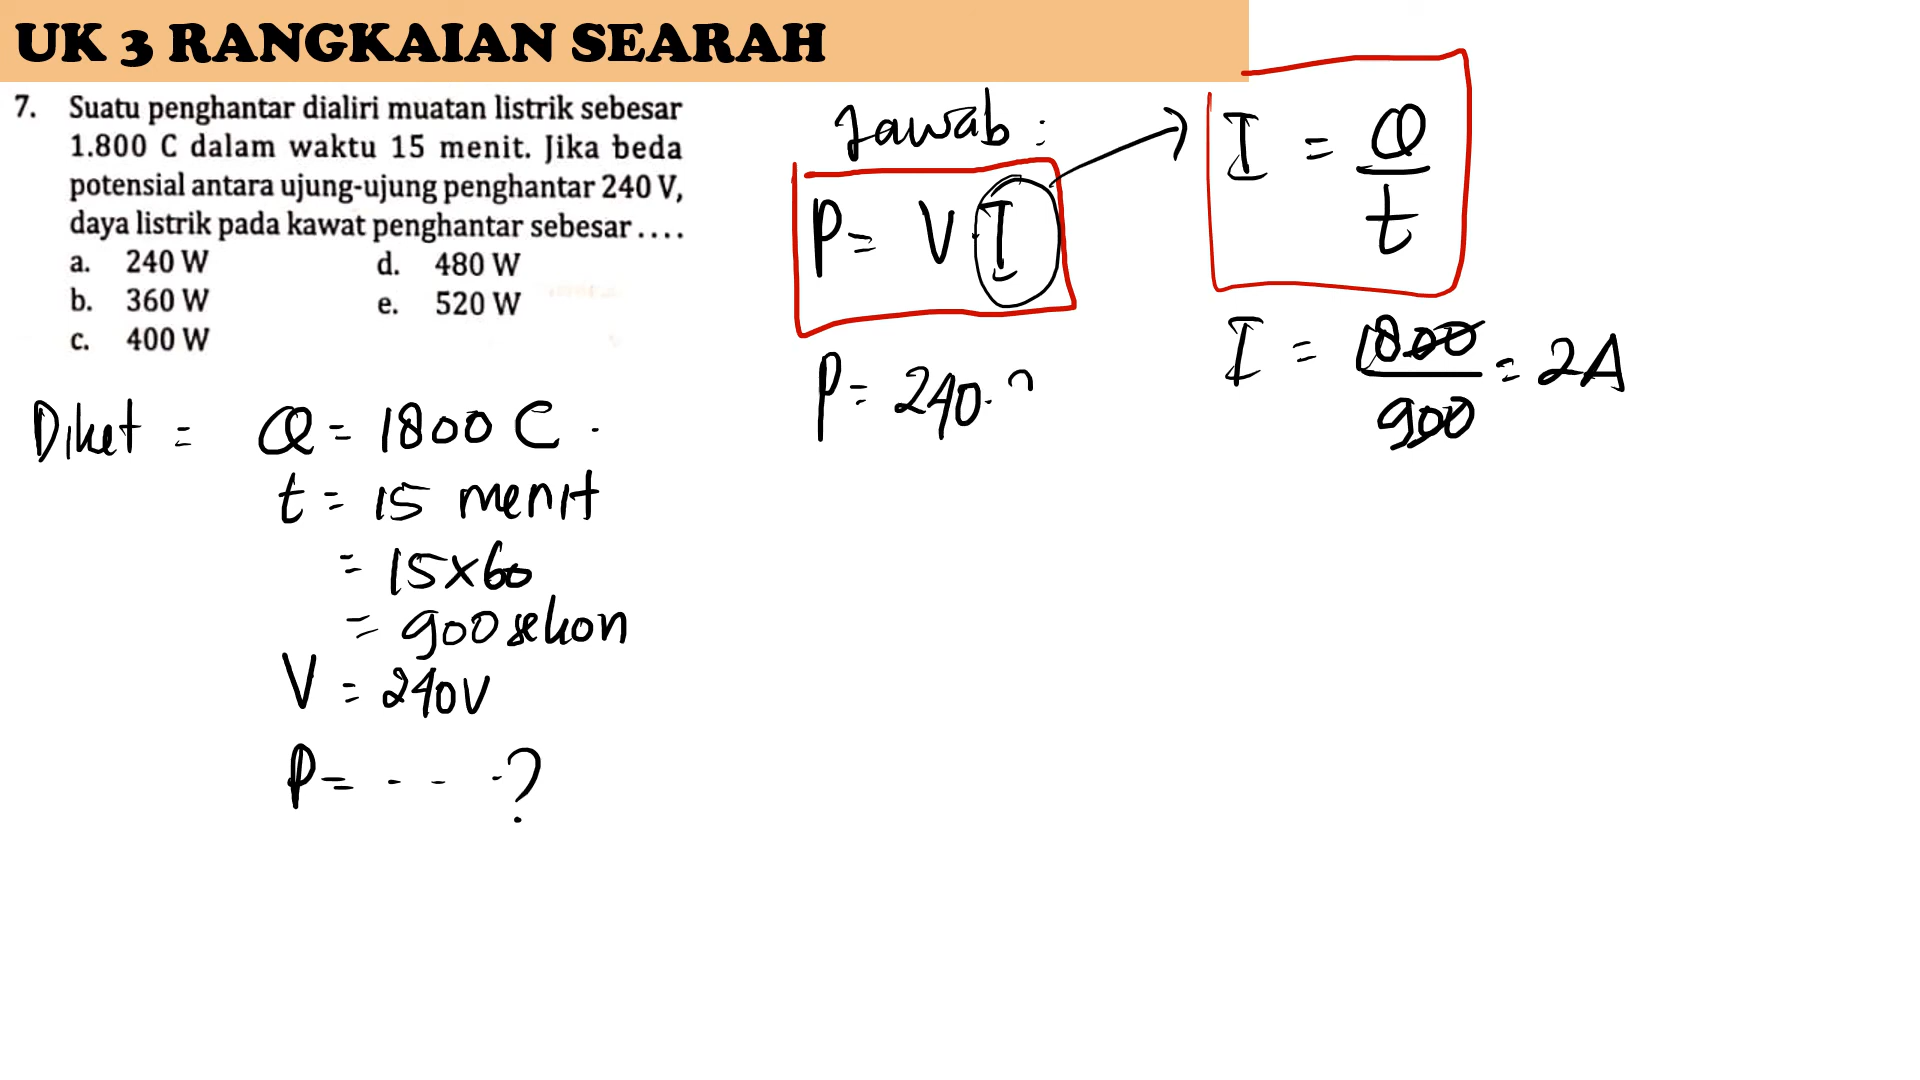 UK 3 RANGKAIAN SEARAH
7. Suatu penghantar dialiri muatan listrik sebesar
1.800 C dalam waktu 15 menit. Jika beda
potensial antara ujung-ujung penghantar 240 V,
daya listrik pada kawat penghantar sebesar ....
a. 240 W
b. 360 W
c. 400 W
d. 480 W
e. 520 W
Diket = Q = 1800 C .
t = 15 menit
= 15x60
= 900 sekon
V = 240V
P = - - - ?
Jawab :
P = V I
P = 240.
I = Q
t
I = 1800 = 2A
900